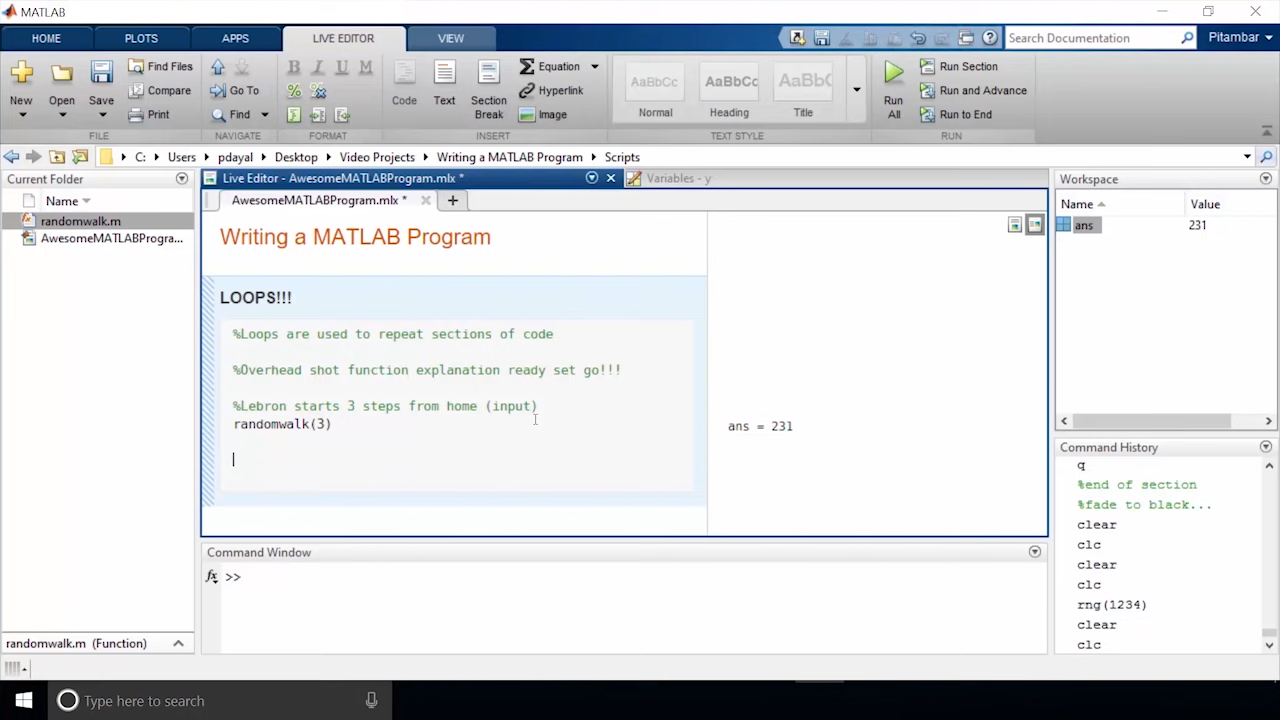 MATLAB
HOME PLOTS APPS LIVE EDITOR VIEW Search Documentation Pitambar
New Open Save Find Files Compare Print
Go To Find
B I U M
Code Text Section Break Equation Hyperlink Image
AaBbCc AaBbCc AaBbC
Normal Heading Title
Run All Run Section Run and Advance Run to End
FILE NAVIGATE FORMAT INSERT TEXT STYLE RUN
C: Users pdayal Desktop Video Projects Writing a MATLAB Program Scripts
Current Folder
Name
randomwalk.m
AwesomeMATLABProgra...
randomwalk.m (Function)
Live Editor - AwesomeMATLABProgram.mlx *
Variables - y
AwesomeMATLABProgram.mlx *
Writing a MATLAB Program
LOOPS!!!
%Loops are used to repeat sections of code
%Overhead shot function explanation ready set go!!!
%Lebron starts 3 steps from home (input)
randomwalk(3)
ans = 231
Command Window
fx >>
Workspace
Name Value
ans 231
Command History
q
%end of section
%fade to black...
clear
clc
clear
clc
rng(1234)
clear
clc
Type here to search